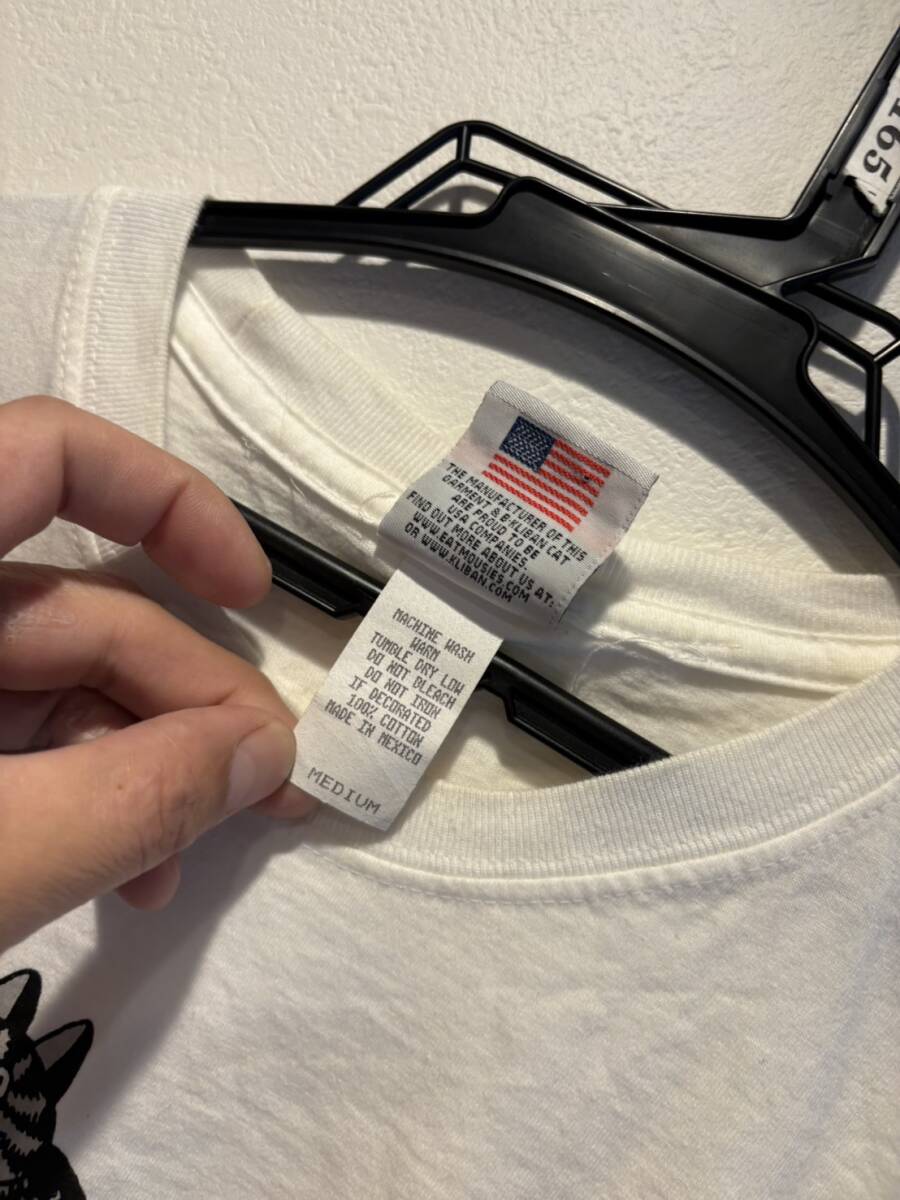 165
THE MANUFACTURER OF THIS
GARMENT & B·KLIBAN CAT
ARE PROUD TO BE
USA COMPANIES.
FIND OUT MORE ABOUT US AT:
WWW.EATMOUSIES.COM
OR WWW.KLIBAN.COM
MACHINE WASH
WARM
TUMBLE DRY LOW
DO NOT BLEACH
DO NOT IRON
IF DECORATED
100% COTTON
MADE IN MEXICO
MEDIUM